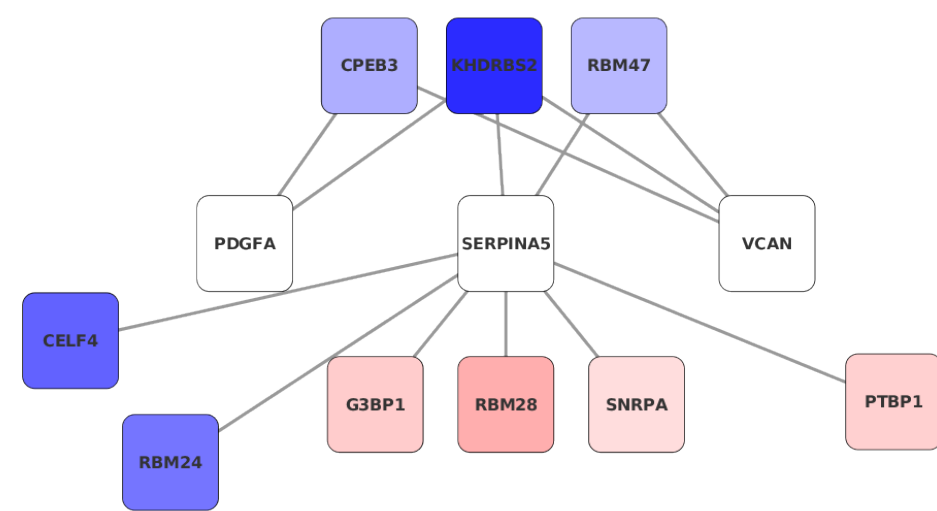 CPEB3
KHDRBS2
RBM47
PDGFA
SERPINA5
VCAN
CELF4
G3BP1
RBM28
SNRPA
PTBP1
RBM24